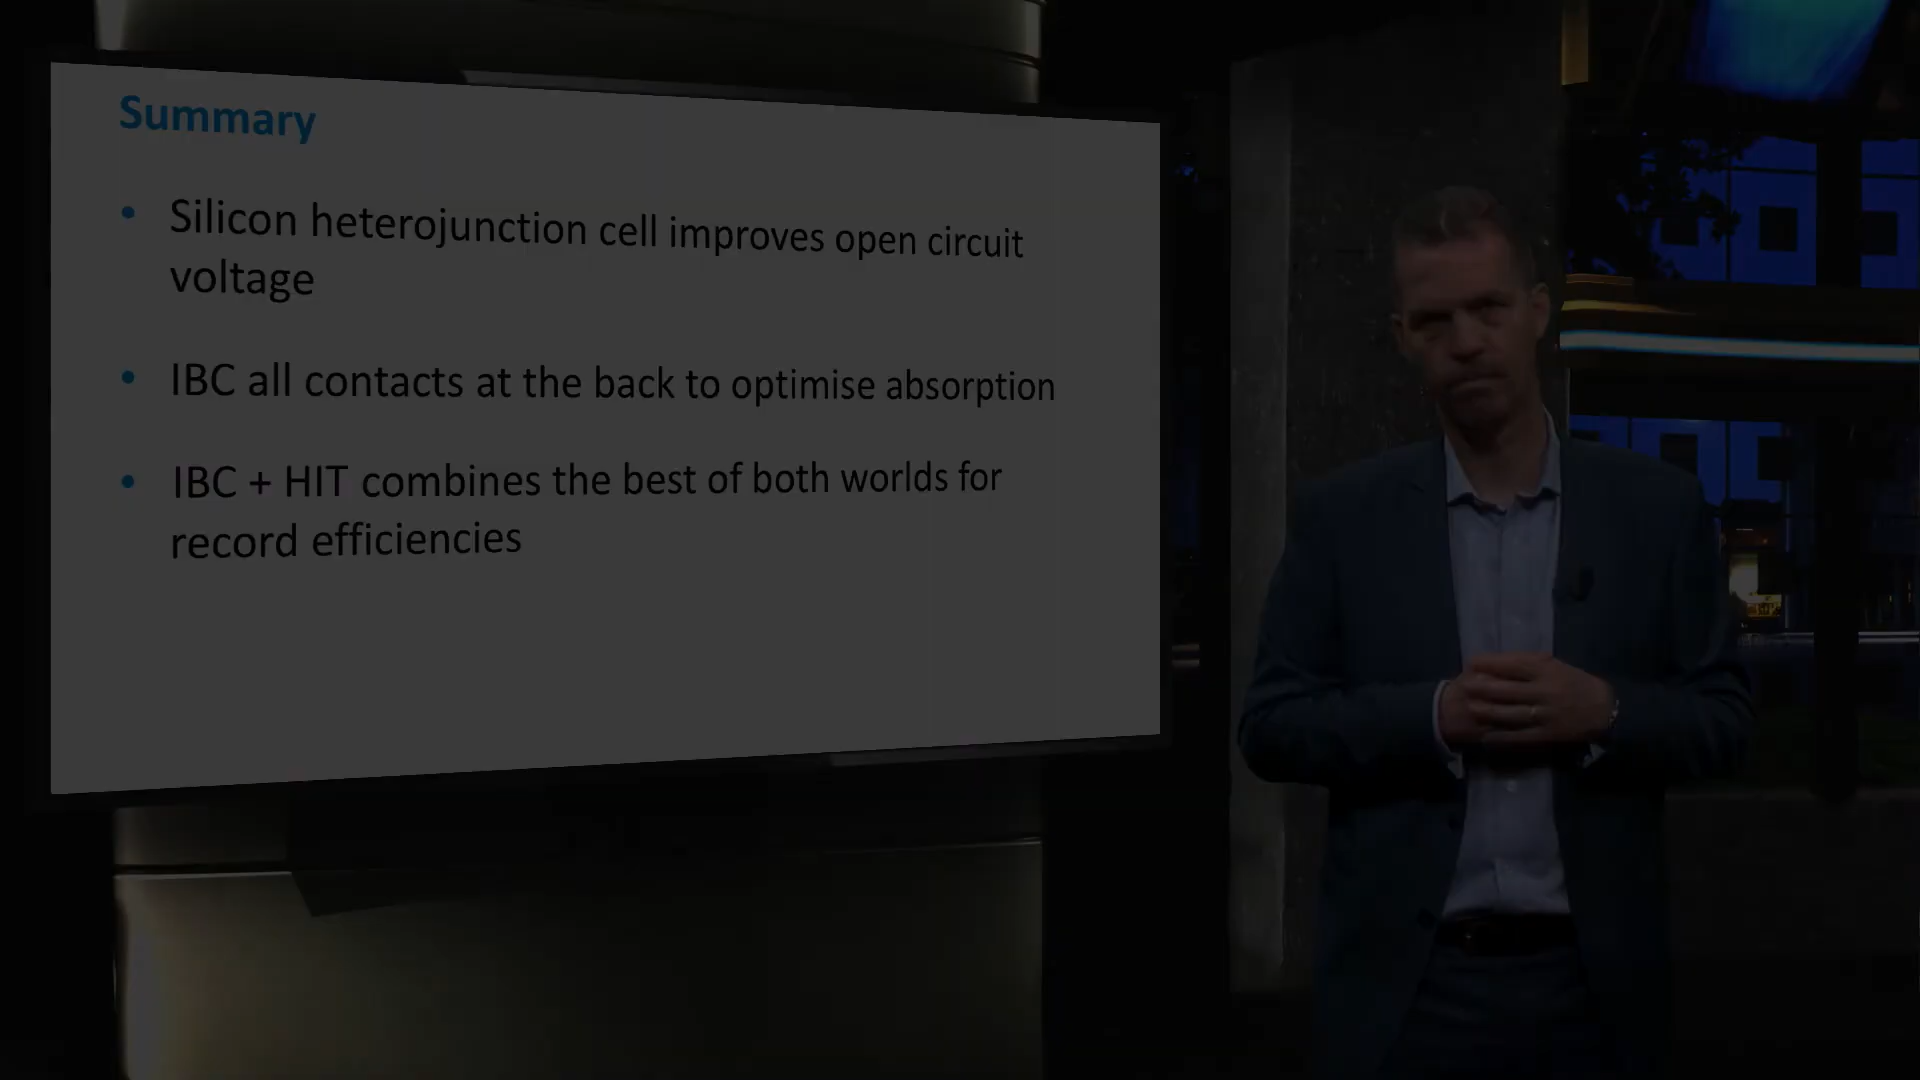 Summary
• Silicon heterojunction cell improves open circuit
voltage
• IBC all contacts at the back to optimise absorption
• IBC + HIT combines the best of both worlds for
record efficiencies